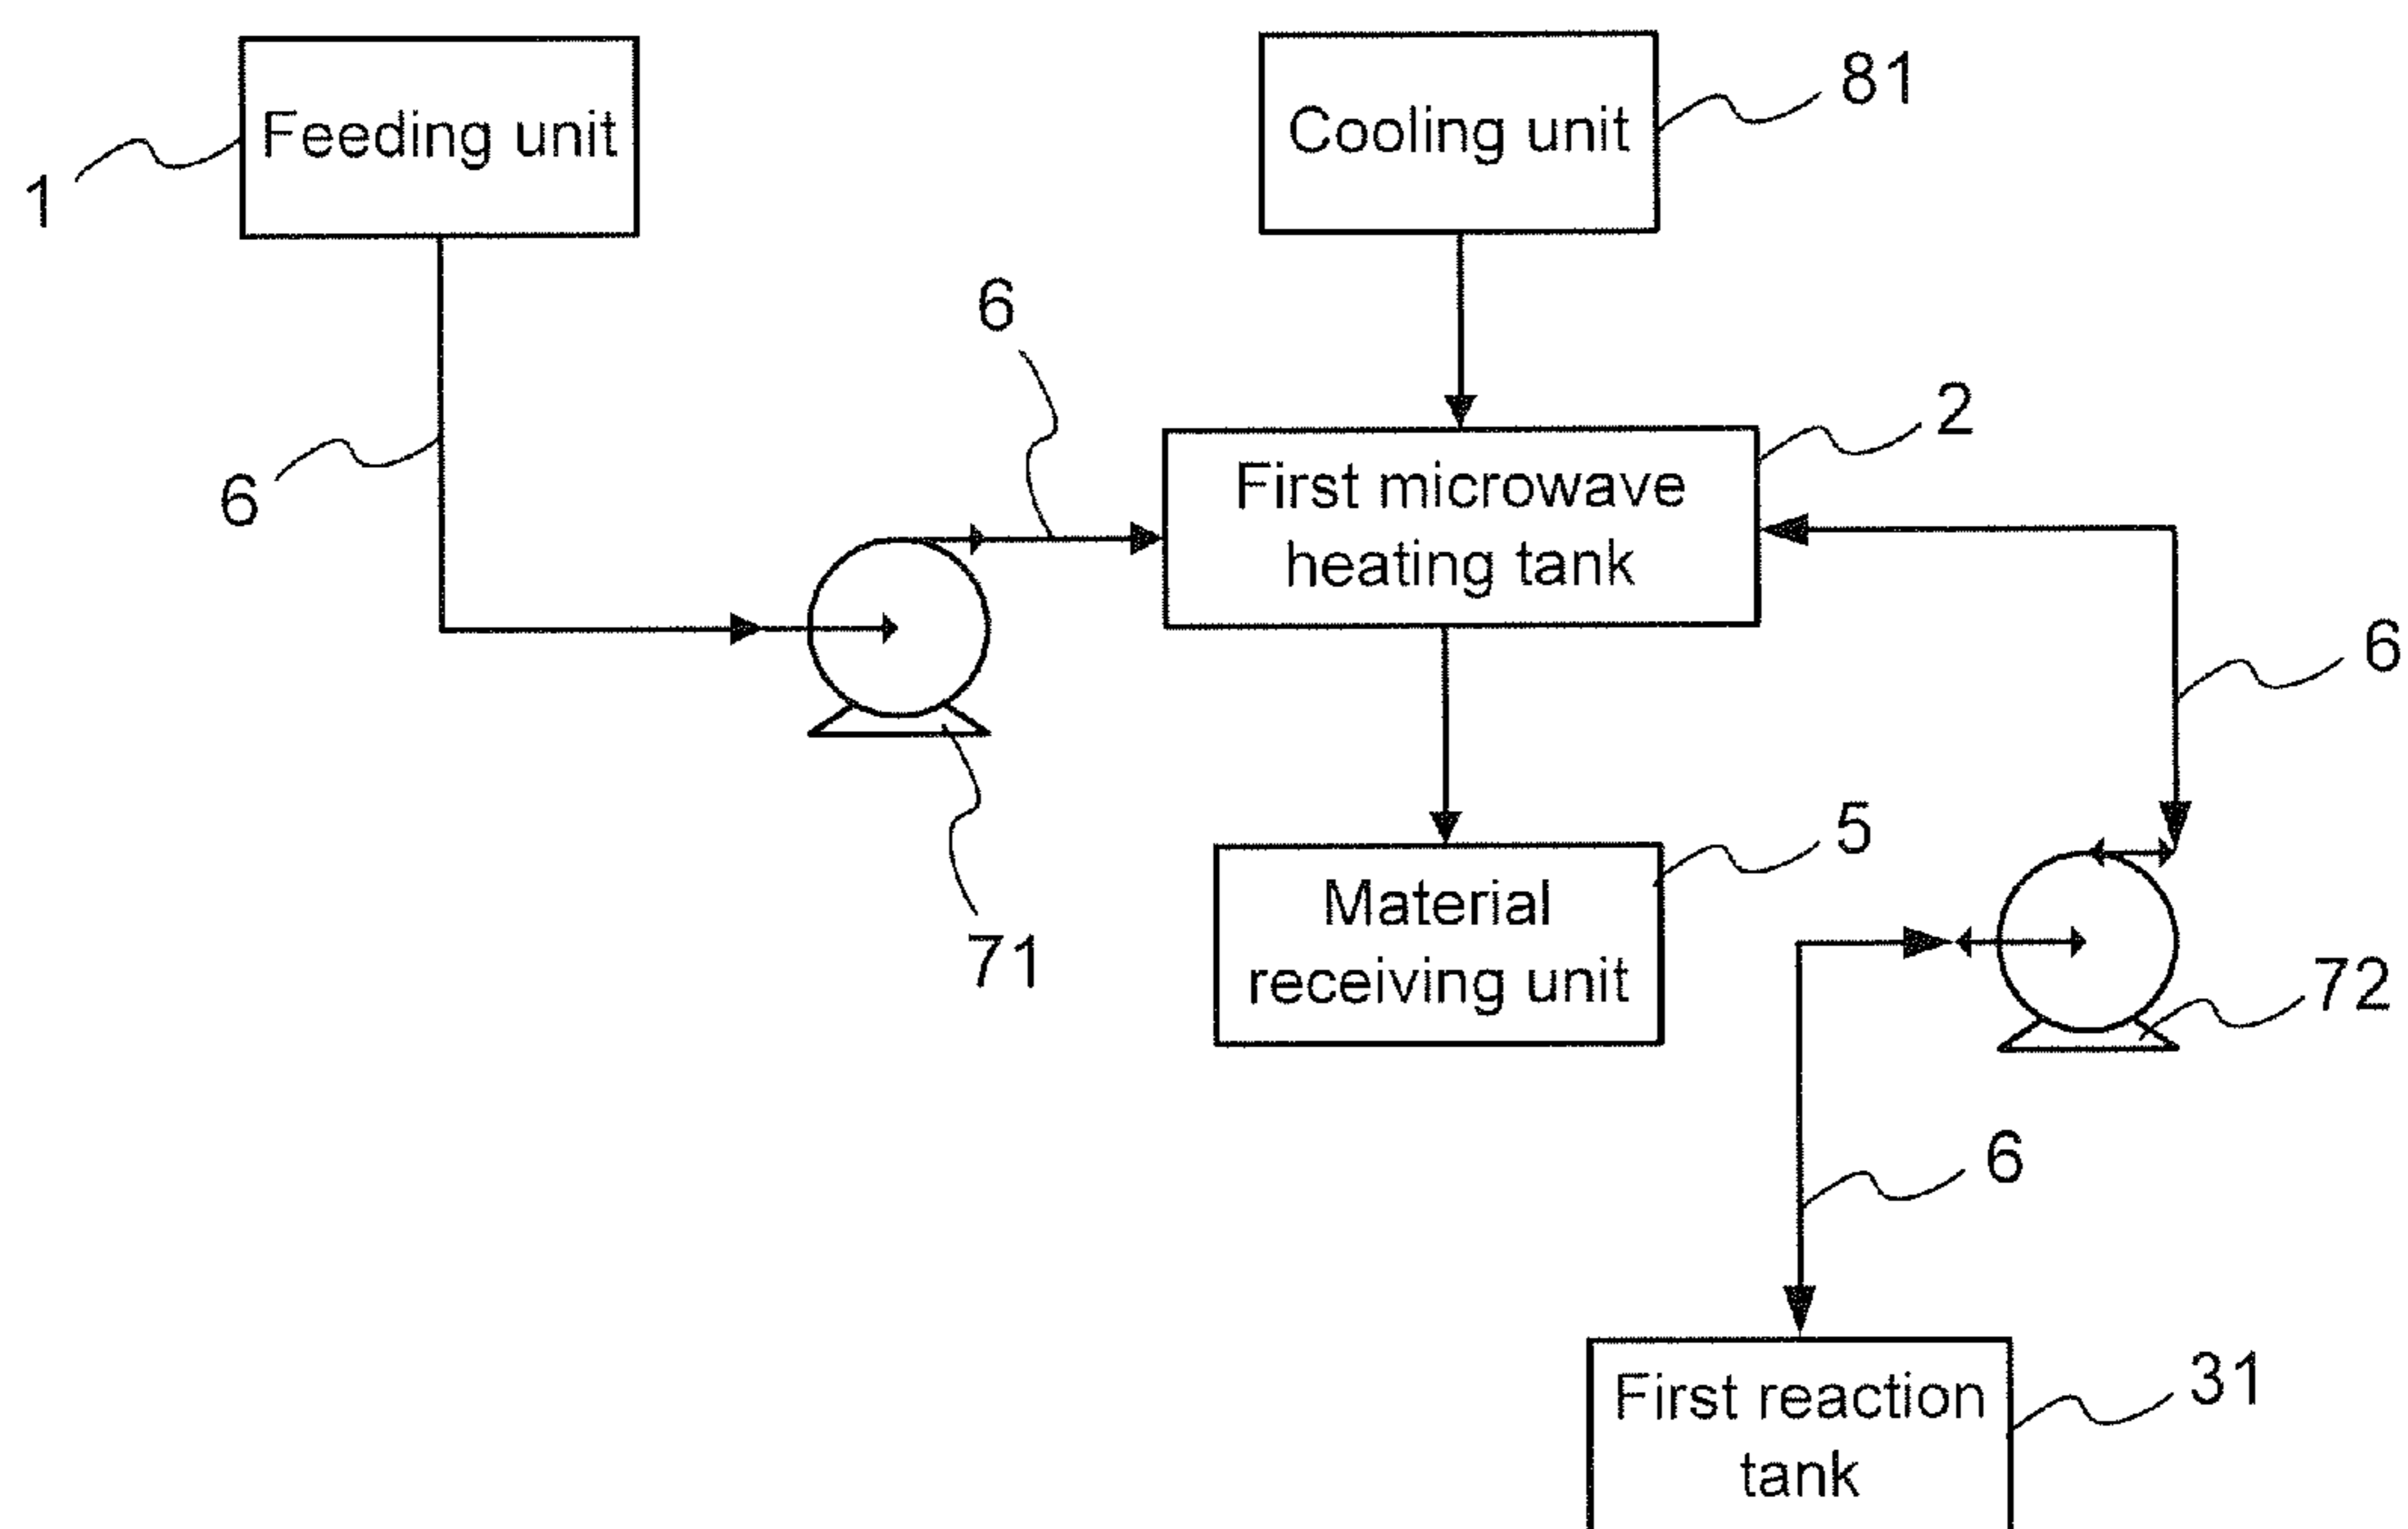 Feeding unit
1
Cooling unit
81
6
6
First microwave
heating tank
2
6
71
Material
receiving unit
5
72
6
First reaction
tank
31